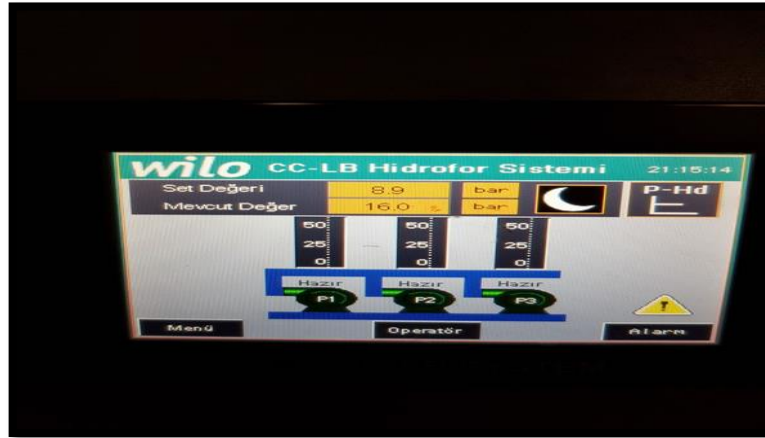 wilo CC-LB Hidrofor Sistemi 21:15:14
Set Değeri 8.9 bar P-Hd
Mevcut Değer 16.0 bar
50 50 50
25 25 25
0 0 0
Hazır Hazır Hazır
P1 P2 P3
Menü Operatör Alarm